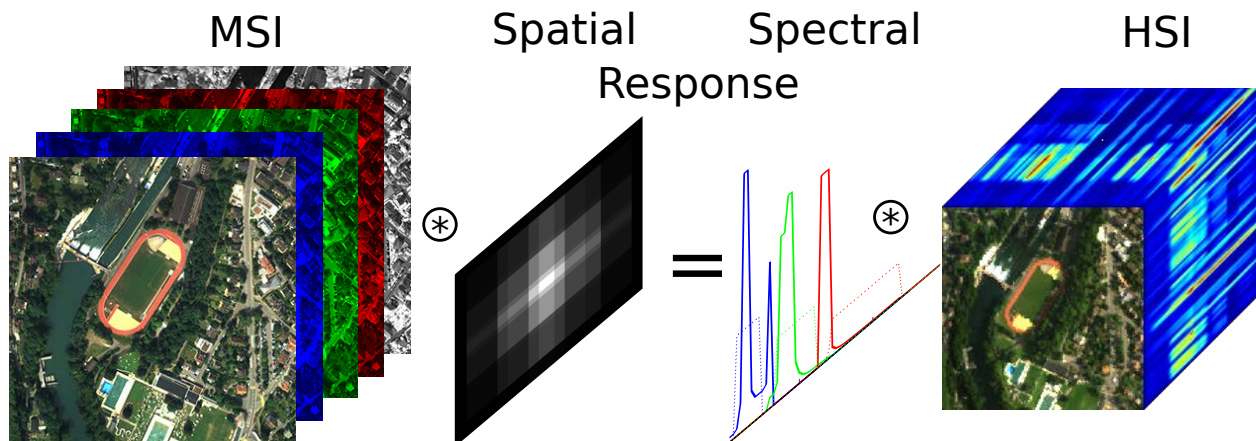 MSI
Spatial
Spectral
HSI
Response